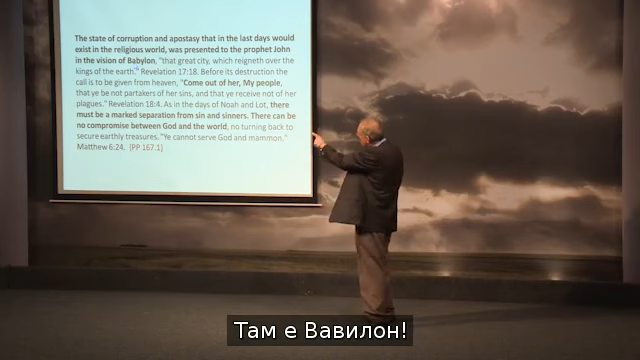 The state of corruption and apostasy that in the last days would
exist in the religious world, was presented to the prophet John
in the vision of Babylon, "that great city, which reigneth over the
kings of the earth." Revelation 17:18. Before its destruction the
call is to be given from heaven, "Come out of her, My people,
that ye be not partakers of her sins, and that ye receive not of her
plagues." Revelation 18:4. As in the days of Noah and Lot, there
must be a marked separation from sin and sinners. There can be
no compromise between God and the world, no turning back to
secure earthly treasures. "Ye cannot serve God and mammon."
Matthew 6:24. {PP 167.1}
Там е Вавилон!